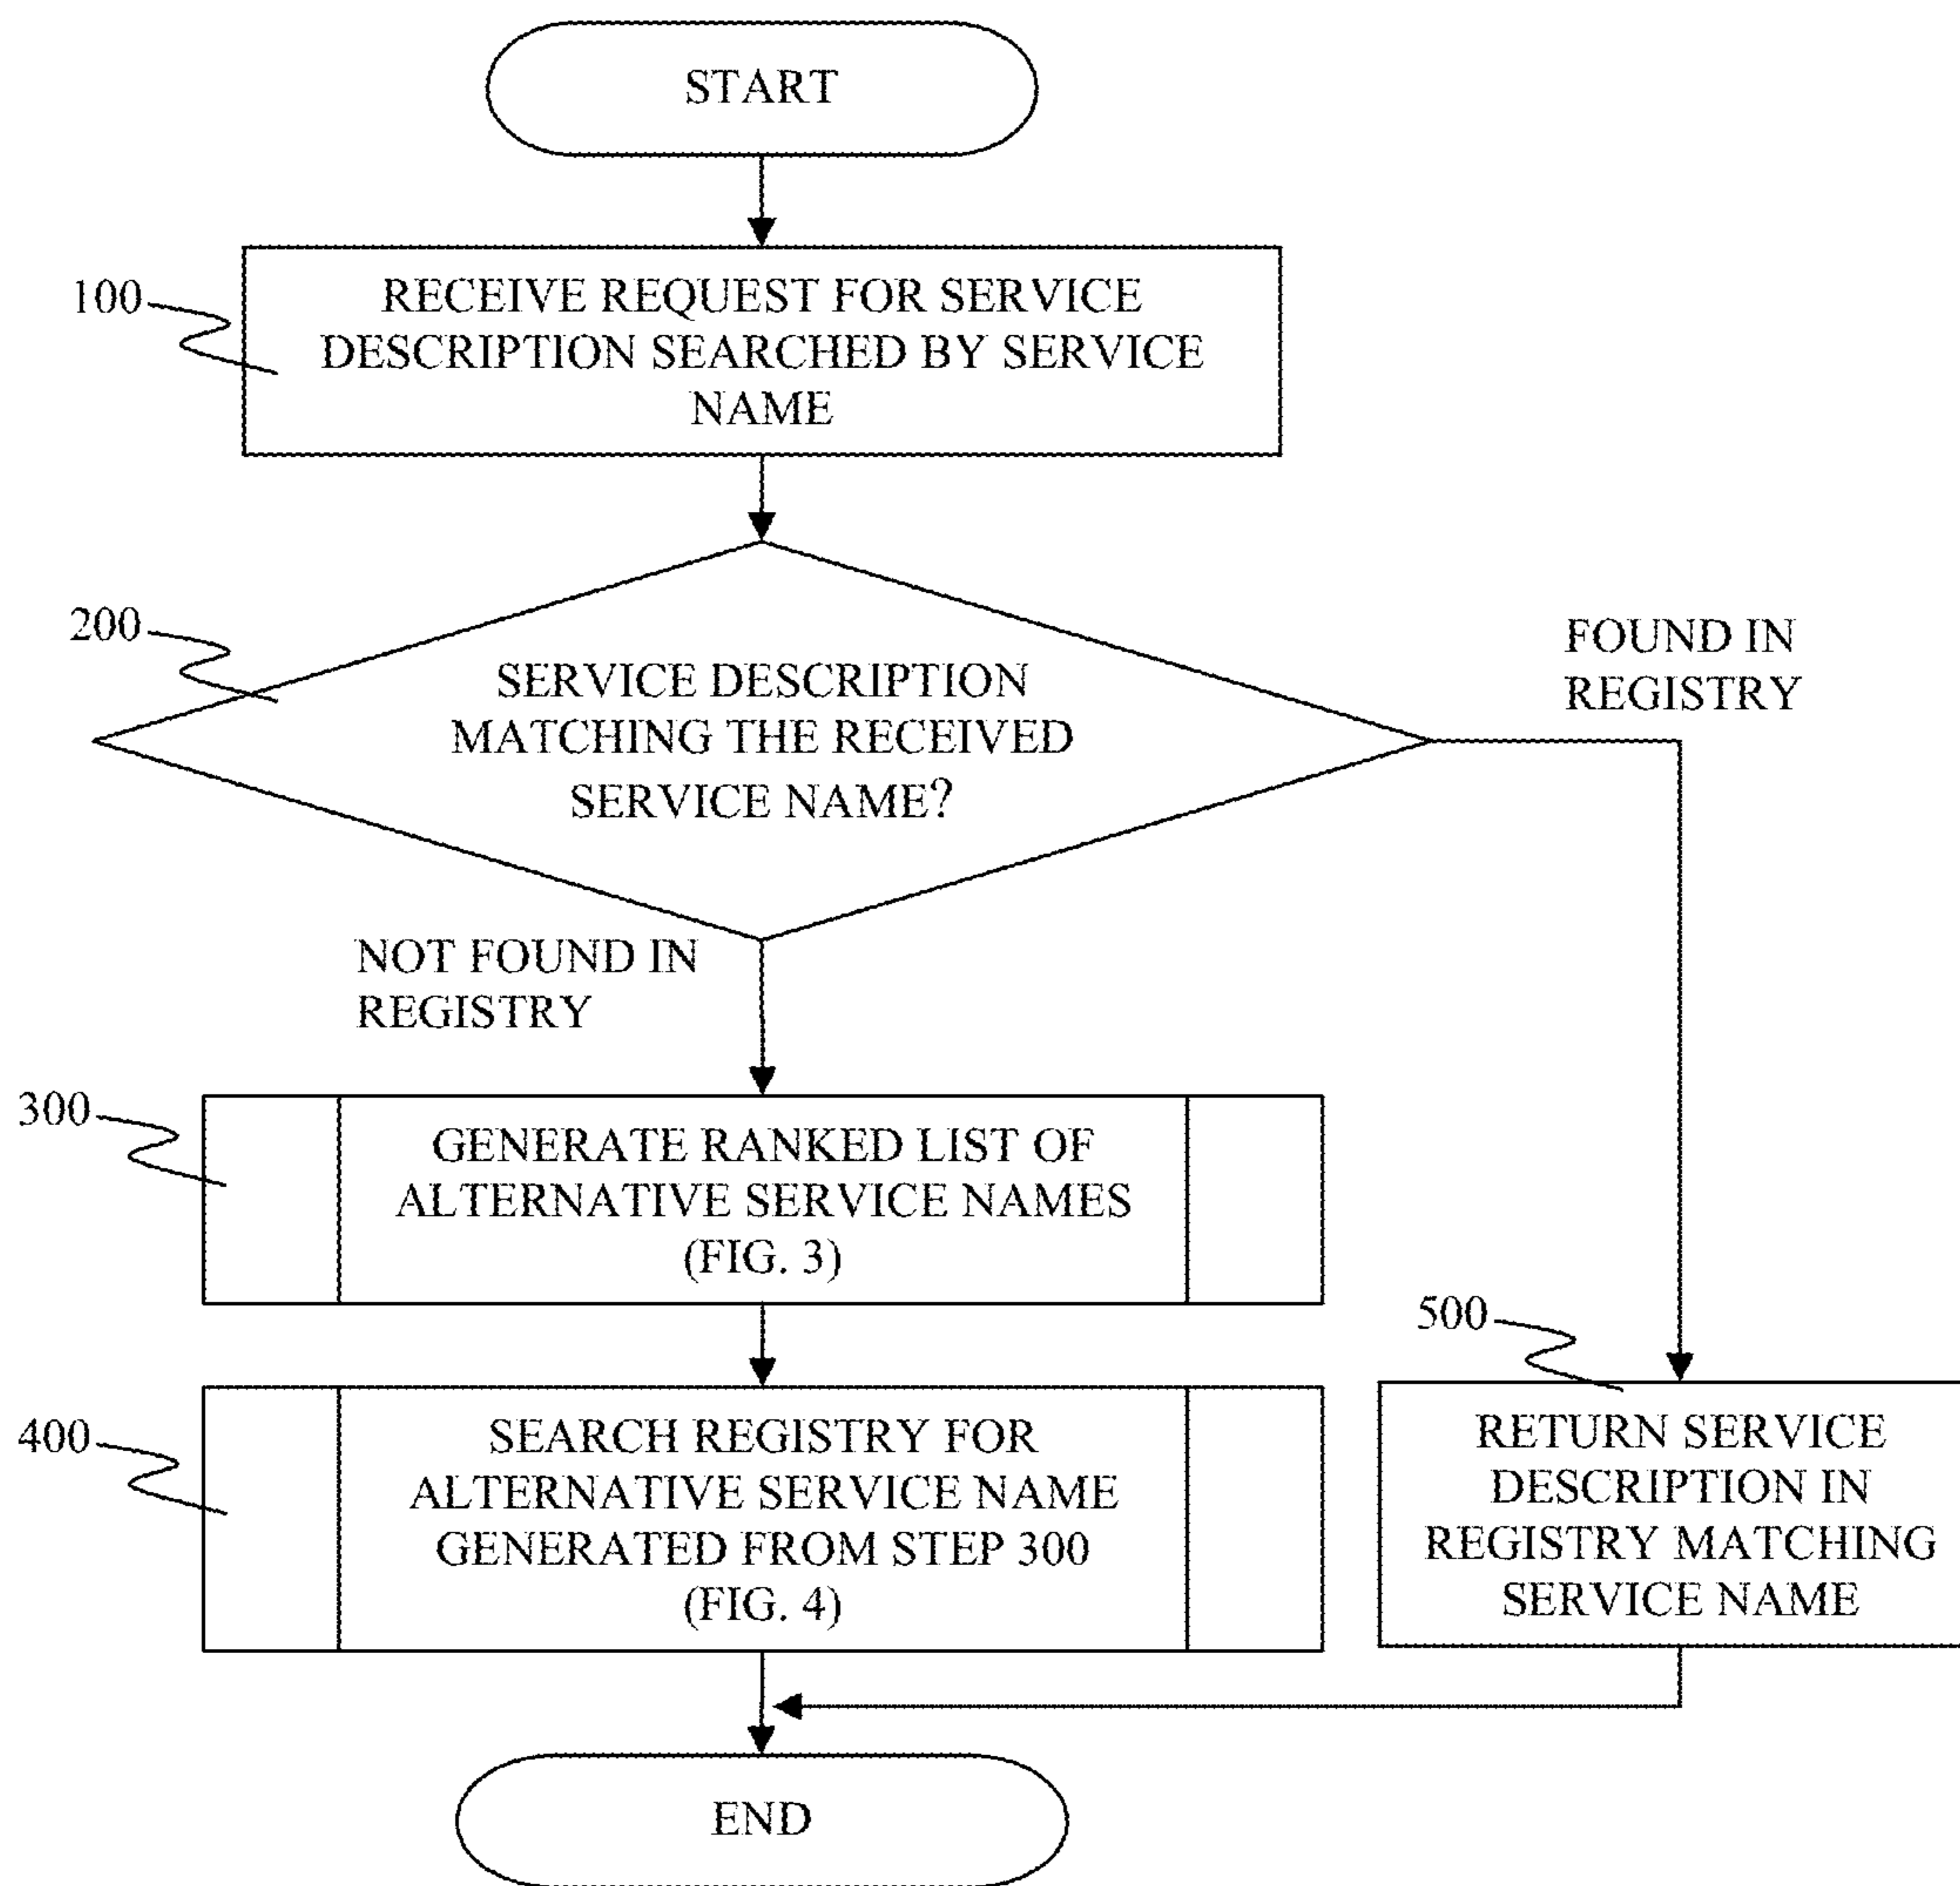 START
100
RECEIVE REQUEST FOR SERVICE
DESCRIPTION SEARCHED BY SERVICE
NAME
200
SERVICE DESCRIPTION
MATCHING THE RECEIVED
SERVICE NAME?
FOUND IN
REGISTRY
NOT FOUND IN
REGISTRY
300
GENERATE RANKED LIST OF
ALTERNATIVE SERVICE NAMES
(FIG. 3)
400
SEARCH REGISTRY FOR
ALTERNATIVE SERVICE NAME
GENERATED FROM STEP 300
(FIG. 4)
500
RETURN SERVICE
DESCRIPTION IN
REGISTRY MATCHING
SERVICE NAME
END